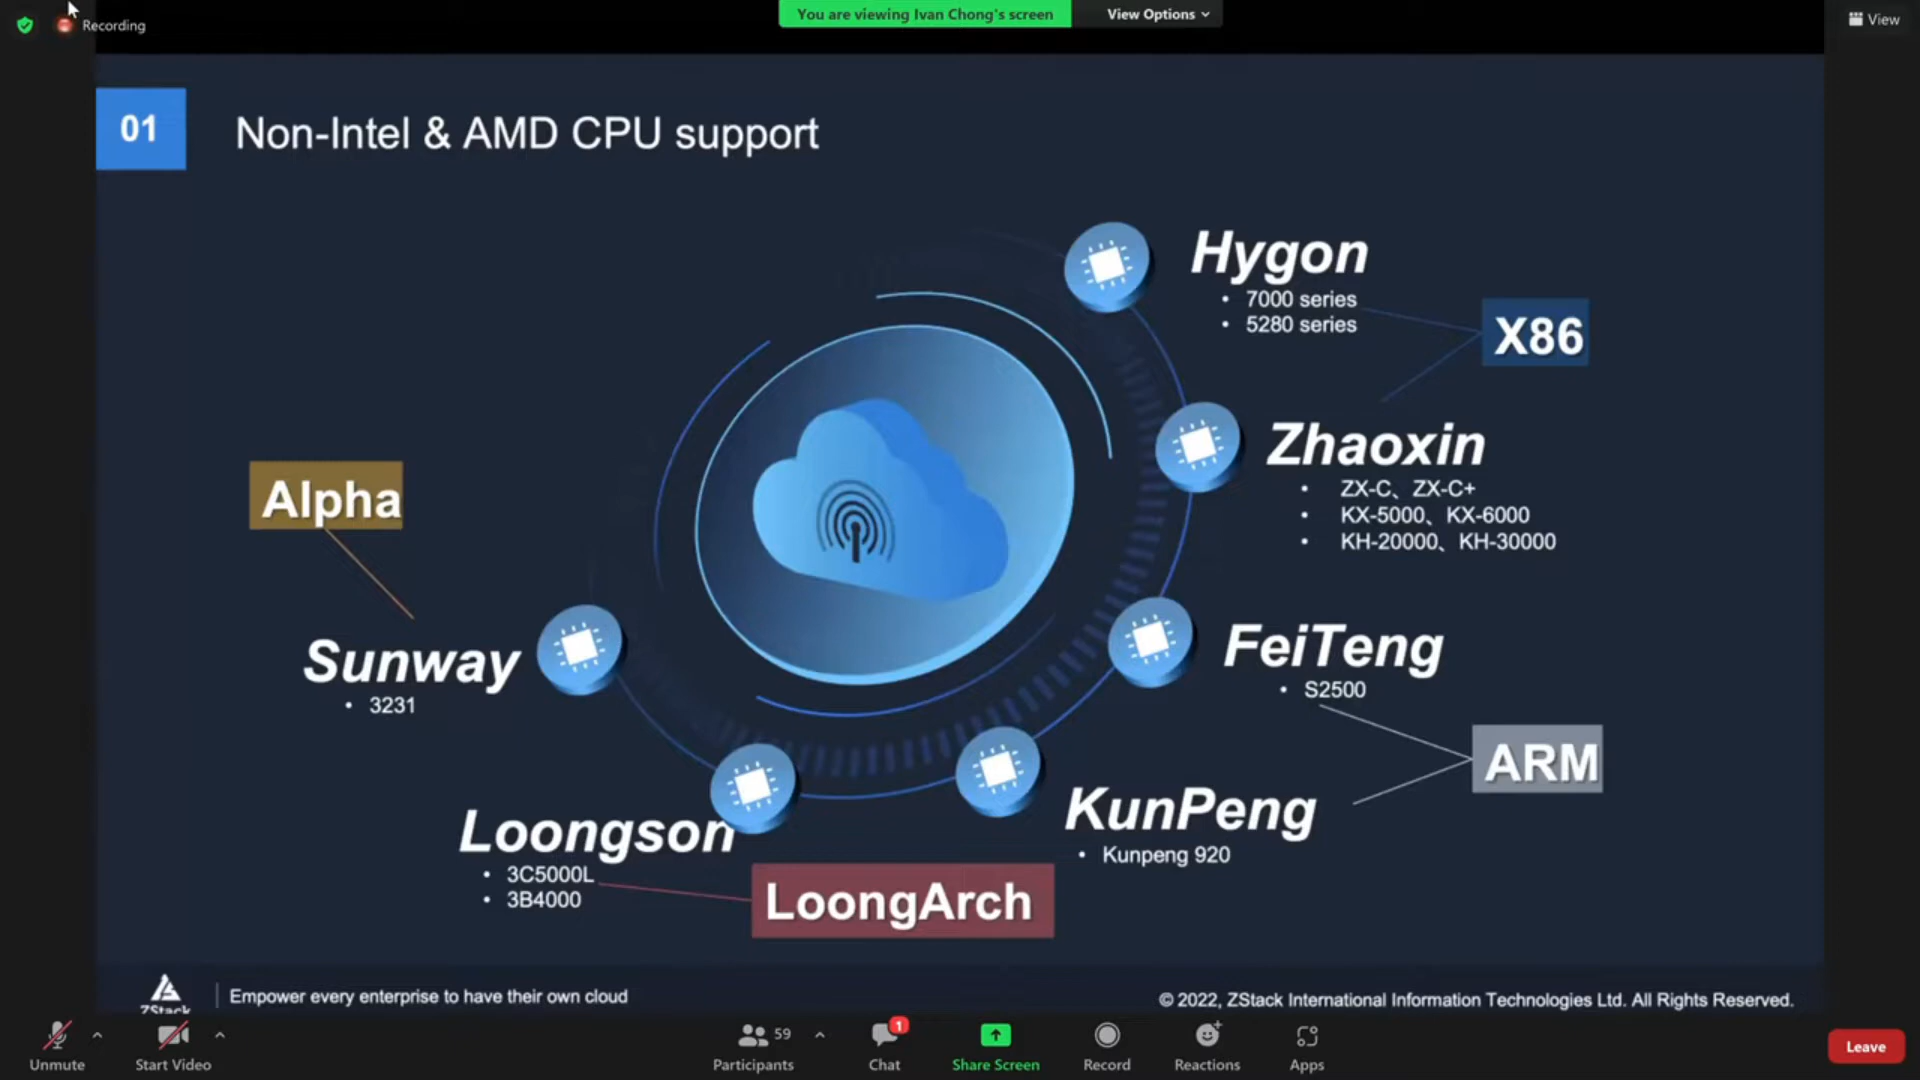 Recording
You are viewing Ivan Chong's screen
View Options
View
01
Non-Intel & AMD CPU support
Hygon
• 7000 series
• 5280 series
X86
Zhaoxin
• ZX-C、ZX-C+
• KX-5000、KX-6000
• KH-20000、KH-30000
Alpha
Sunway
• 3231
FeiTeng
• S2500
ARM
KunPeng
• Kunpeng 920
Loongson
• 3C5000L
• 3B4000
LoongArch
ZStack
Empower every enterprise to have their own cloud
© 2022, ZStack International Information Technologies Ltd. All Rights Reserved.
Unmute
Start Video
59
Participants
1
Chat
Share Screen
Record
Reactions
Apps
Leave